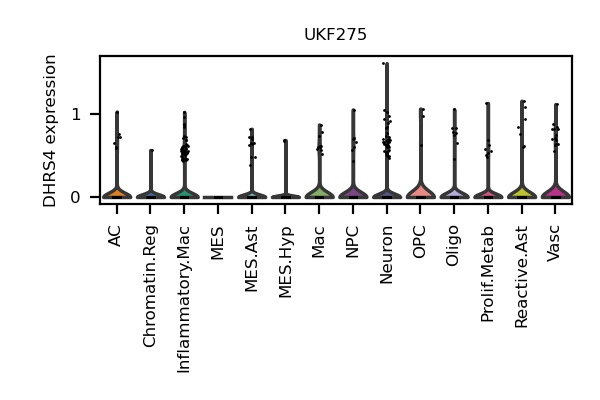 UKF275
DHRS4 expression
1
0
AC
Chromatin.Reg
Inflammatory.Mac
MES
MES.Ast
MES.Hyp
Mac
NPC
Neuron
OPC
Oligo
Prolif.Metab
Reactive.Ast
Vasc